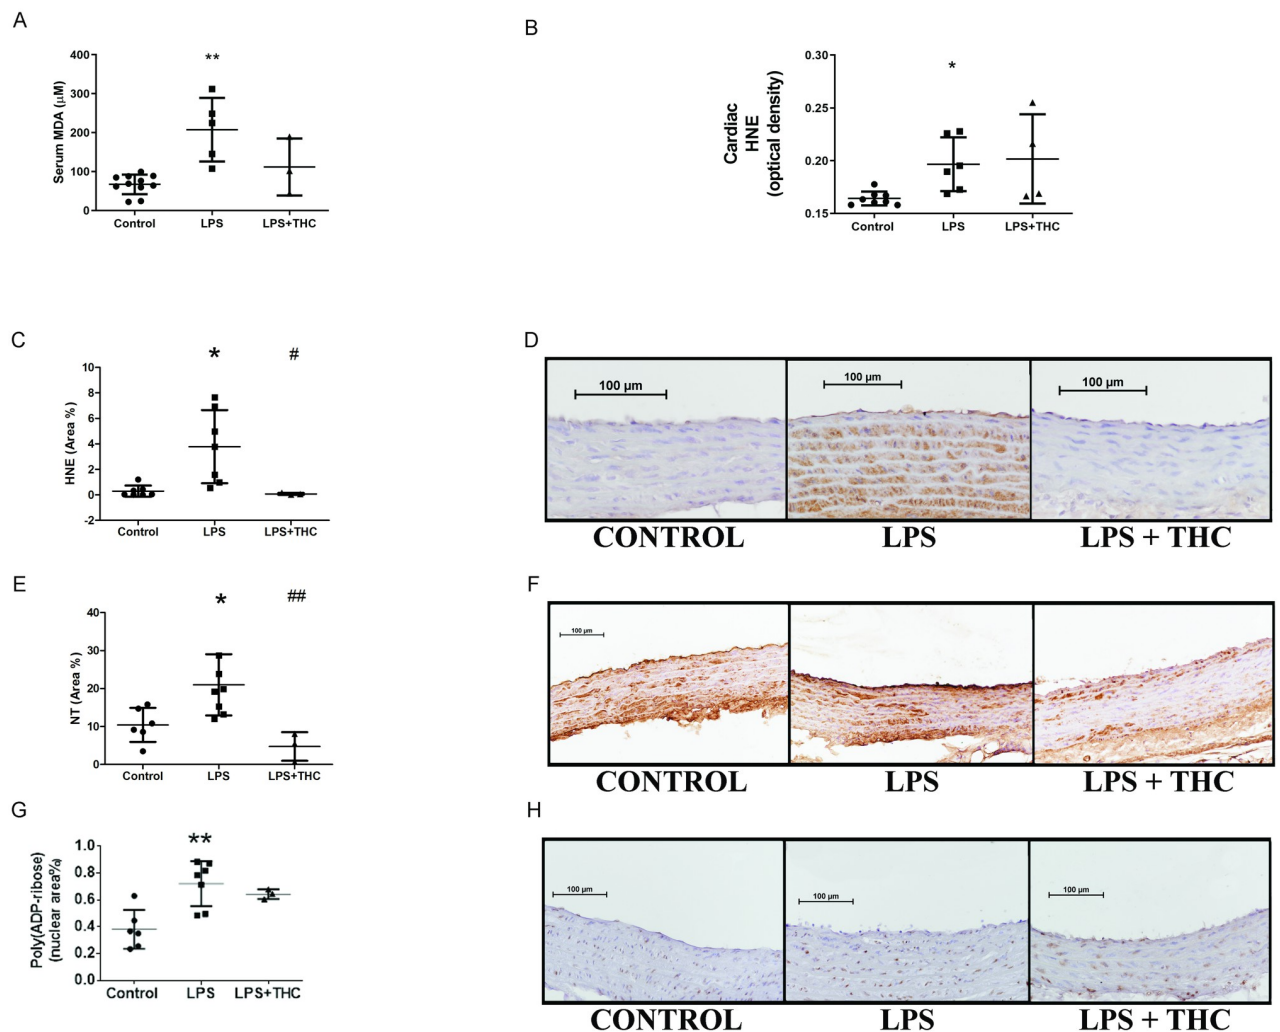 A
Serum MDA (μM)
400
300
200
100
0
**
Control
LPS
LPS+THC
B
Cardiac
HNE
(optical density)
0.30
0.25
0.20
0.15
*
Control
LPS
LPS+THC
C
HNE (Area %)
10
8
6
4
2
0
-2
*
#
Control
LPS
LPS+THC
D
100 μm
100 μm
100 μm
CONTROL
LPS
LPS + THC
E
NT (Area %)
40
30
20
10
0
*
##
Control
LPS
LPS+THC
F
100 μm
100 μm
100 μm
CONTROL
LPS
LPS + THC
G
Poly(ADP-ribose)
(nuclear area%)
1.0
0.8
0.6
0.4
0.2
0.0
**
Control
LPS
LPS+THC
H
100 μm
100 μm
100 μm
CONTROL
LPS
LPS + THC